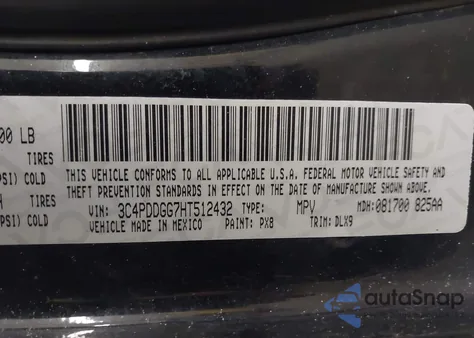 00 LB
TIRES
PSI) COLD
TIRES
PSI) COLD
THIS VEHICLE CONFORMS TO ALL APPLICABLE U.S.A. FEDERAL MOTOR VEHICLE SAFETY AND
THEFT PREVENTION STANDARDS IN EFFECT ON THE DATE OF MANUFACTURE SHOWN ABOVE.
VIN: 3C4PDDGG7HT512432 TYPE: MPV MDH: 081700 825AA
VEHICLE MADE IN MEXICO PAINT: PX8 TRIM: DLX9
autoSnap